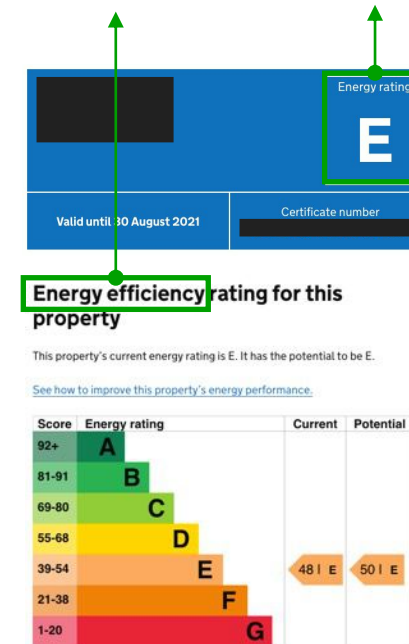 Energy rating
E
Valid until 30 August 2021
Certificate number
Energy efficiency rating for this
property
This property's current energy rating is E. It has the potential to be E.
See how to improve this property's energy performance.
Score Energy rating Current Potential
92+ A
81-91 B
69-80 C
55-68 D
39-54 E 48 | E 50 | E
21-38 F
1-20 G